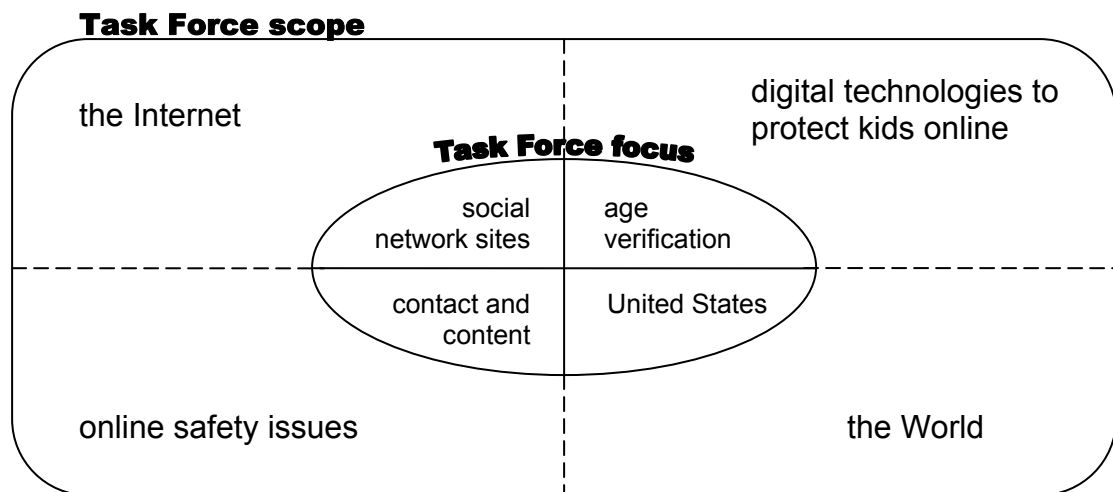 Task Force scope
the Internet
digital technologies to
protect kids online
Task Force focus
social
network sites
age
verification
contact and
content
United States
online safety issues
the World